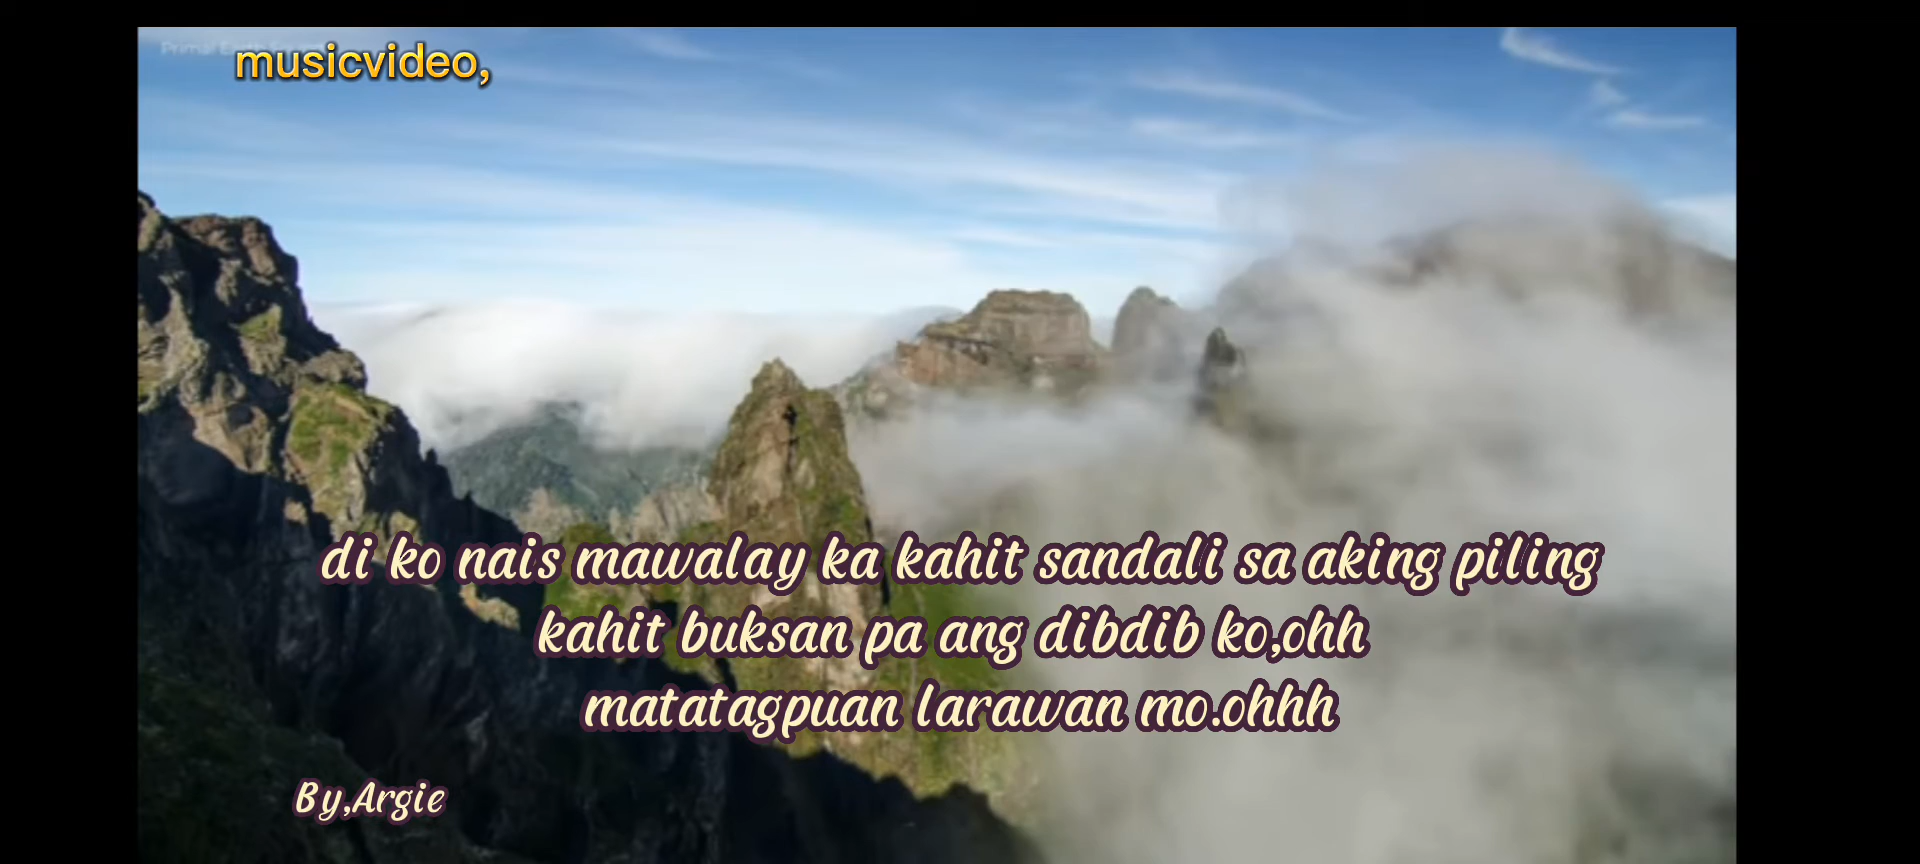 musicvideo,
di ko nais mawalay ka kahit sandali sa aking piling
kahit buksan pa ang dibdib ko,ohh
matatagpuan larawan mo.ohhh
By,Argie